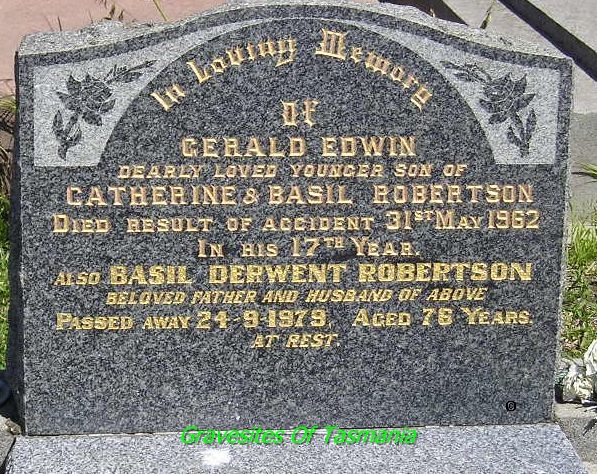 In Loving Memory
Of
GERALD EDWIN
DEARLY LOVED YOUNGER SON OF
CATHERINE & BASIL ROBERTSON
DIED RESULT OF ACCIDENT 31ST MAY 1962
IN HIS 17TH YEAR.
ALSO BASIL DERWENT ROBERTSON
BELOVED FATHER AND HUSBAND OF ABOVE
PASSED AWAY 24-9-1979. AGED 76 YEARS.
AT REST.
Gravesites Of Tasmania